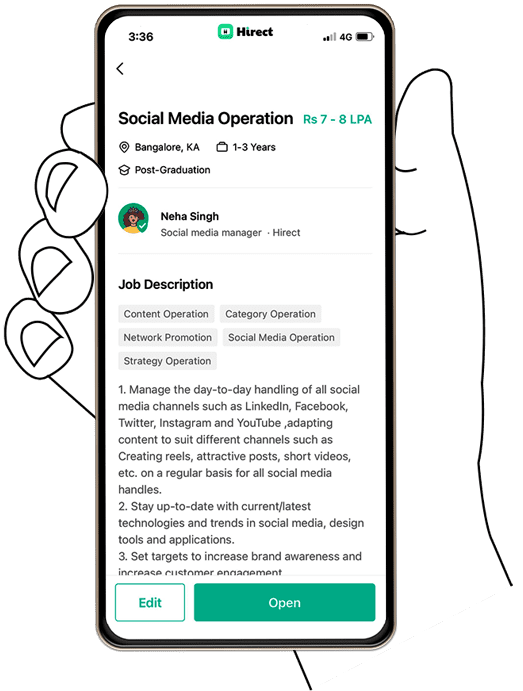 3:36
Hirect
4G
Social Media Operation Rs 7 - 8 LPA
Bangalore, KA 1-3 Years
Post-Graduation
Neha Singh
Social media manager · Hirect
Job Description
Content Operation Category Operation
Network Promotion Social Media Operation
Strategy Operation
1. Manage the day-to-day handling of all social
media channels such as LinkedIn, Facebook,
Twitter, Instagram and YouTube ,adapting
content to suit different channels such as
Creating reels, attractive posts, short videos,
etc. on a regular basis for all social media
handles.
2. Stay up-to-date with current/latest
technologies and trends in social media, design
tools and applications.
3. Set targets to increase brand awareness and
increase customer engagement
Edit Open